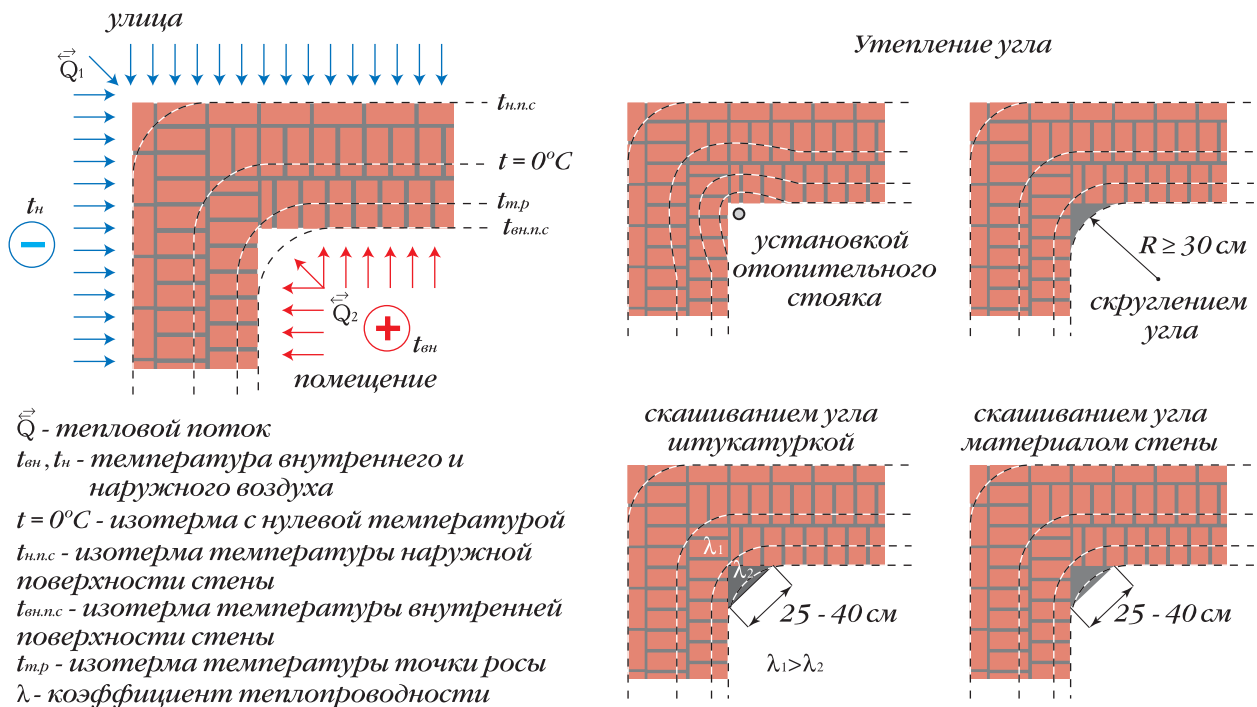 улица
Q₁
tн.п.с
t = 0°C
tт.р
tвн.п.с
tн
Q₂
tвн
помещение
Q - тепловой поток
tвн, tн - температура внутреннего и
наружного воздуха
t = 0°C - изотерма с нулевой температурой
tн.п.с - изотерма температуры наружной
поверхности стены
tвн.п.с - изотерма температуры внутренней
поверхности стены
tт.р - изотерма температуры точки росы
λ - коэффициент теплопроводности
Утепление угла
установкой
отопительного
стояка
R ≥ 30 см
скруглением
угла
скашиванием угла
штукатуркой
λ₁
λ₂
25 - 40 см
λ₁>λ₂
скашиванием угла
материалом стены
25 - 40 см